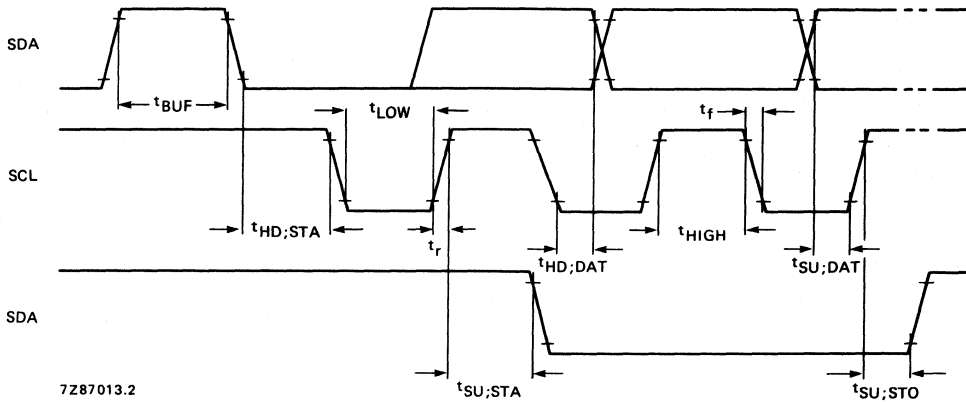 SDA
tBUF
tLOW
tf
SCL
tHD;STA
tr
tHD;DAT
tHIGH
tSU;DAT
SDA
tSU;STA
tSU;STO
7Z87013.2